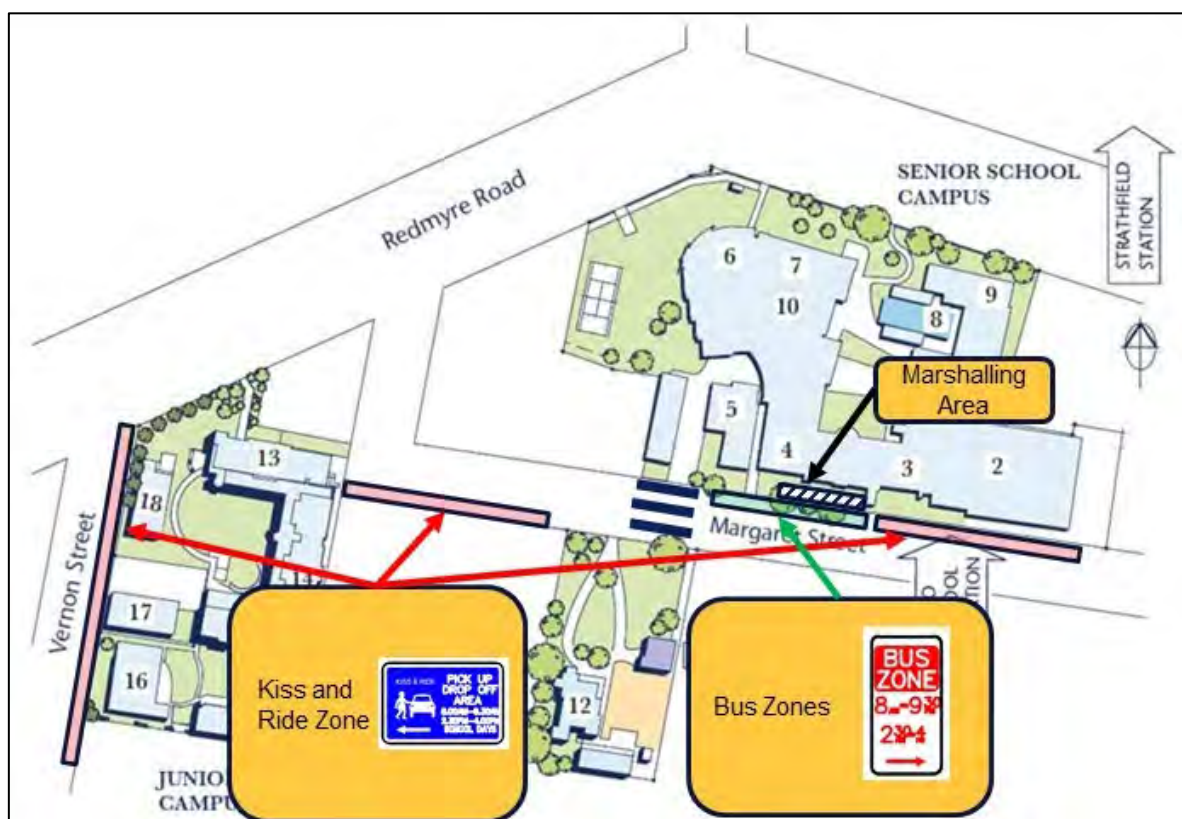 Redmyre Road
SENIOR SCHOOL
CAMPUS
STRATHFIELD
STATION
6
7
9
10
8
Marshalling
Area
5
4
3
2
13
18
Margaret Street
Vernon Street
17
16
12
Kiss and
Ride Zone
KISS & RIDE
PICK UP
DROP OFF
AREA
SCHOOL DAYS
Bus Zones
BUS
ZONE
JUNIO
CAMPU